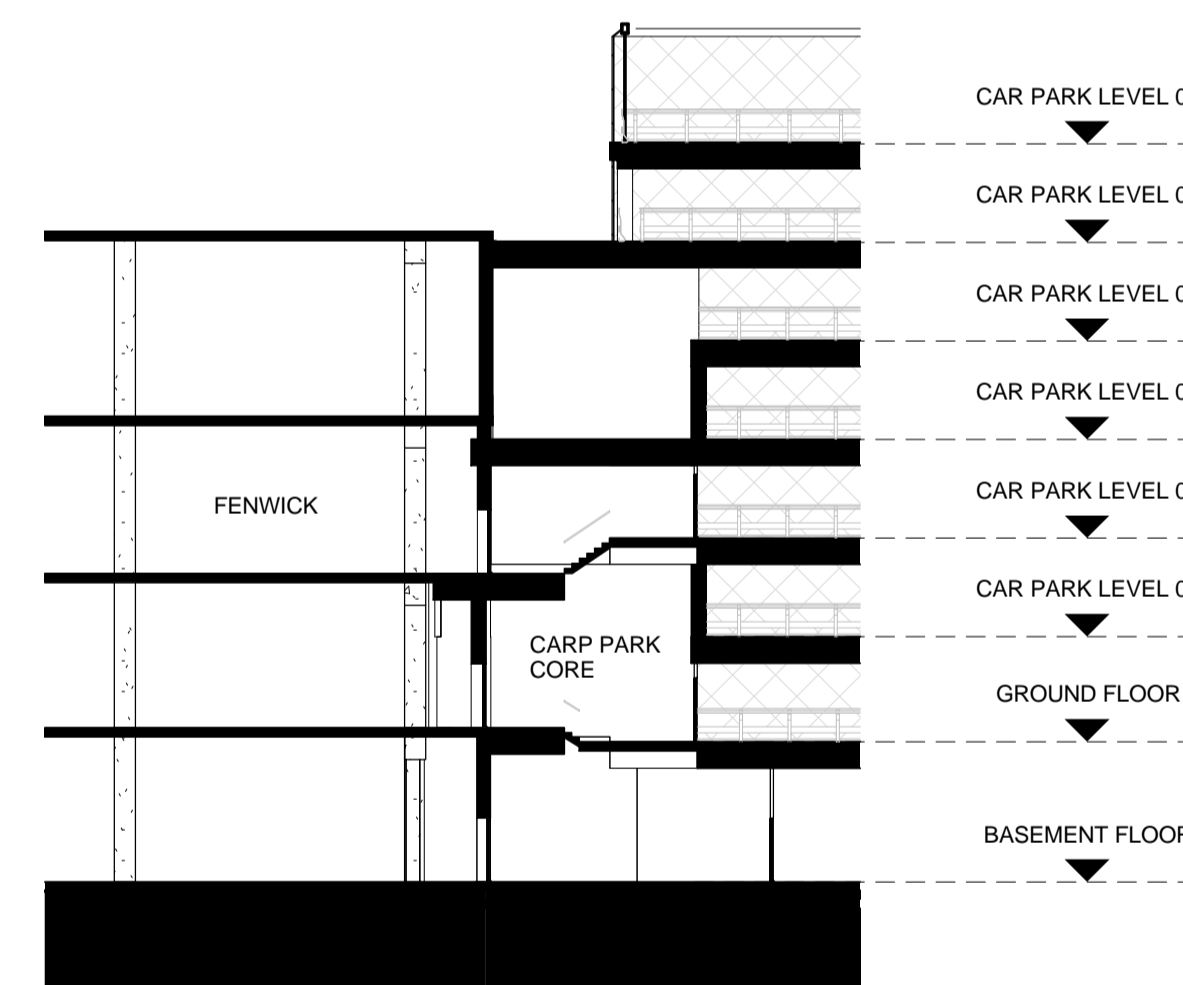 CAR PARK LEVEL 0
CAR PARK LEVEL 0
CAR PARK LEVEL 0
CAR PARK LEVEL 0
FENWICK
CAR PARK LEVEL 0
CAR PARK LEVEL 0
CARP PARK
CORE
GROUND FLOOR
BASEMENT FLOOR